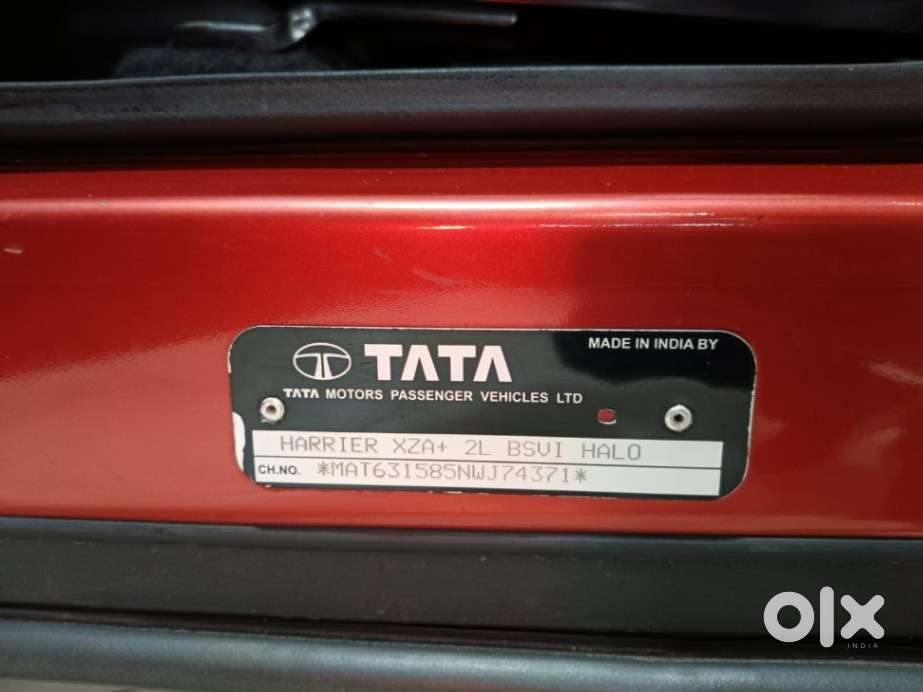 MADE IN INDIA BY
TATA
TATA MOTORS PASSENGER VEHICLES LTD
HARRIER XZA+ 2L BSVI HALO
CH.NO. *MAT631585NWJ74371*
olx
INDIA